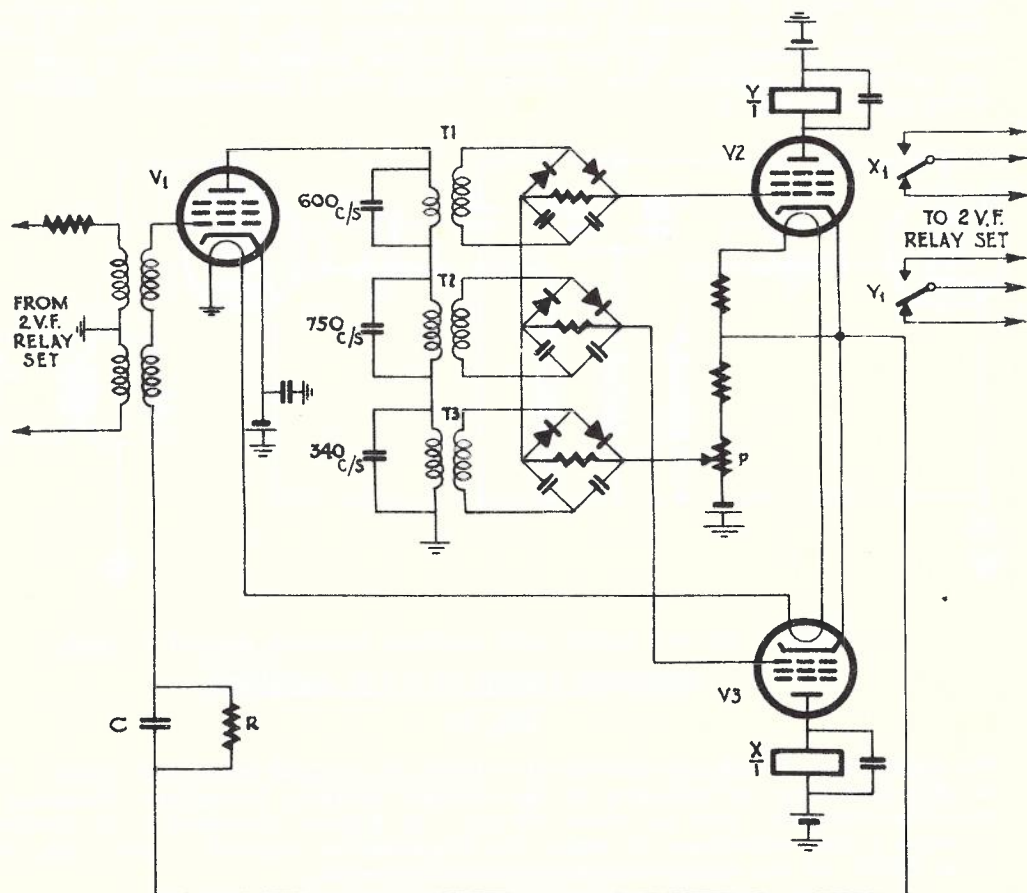 Y
1
T1
V2
V1
X1
600 C/S
TO 2 V.F.
RELAY SET
T2
FROM
2 V.F.
RELAY
SET
750 C/S
Y1
T3
340 C/S
P
V3
C
R
X
1